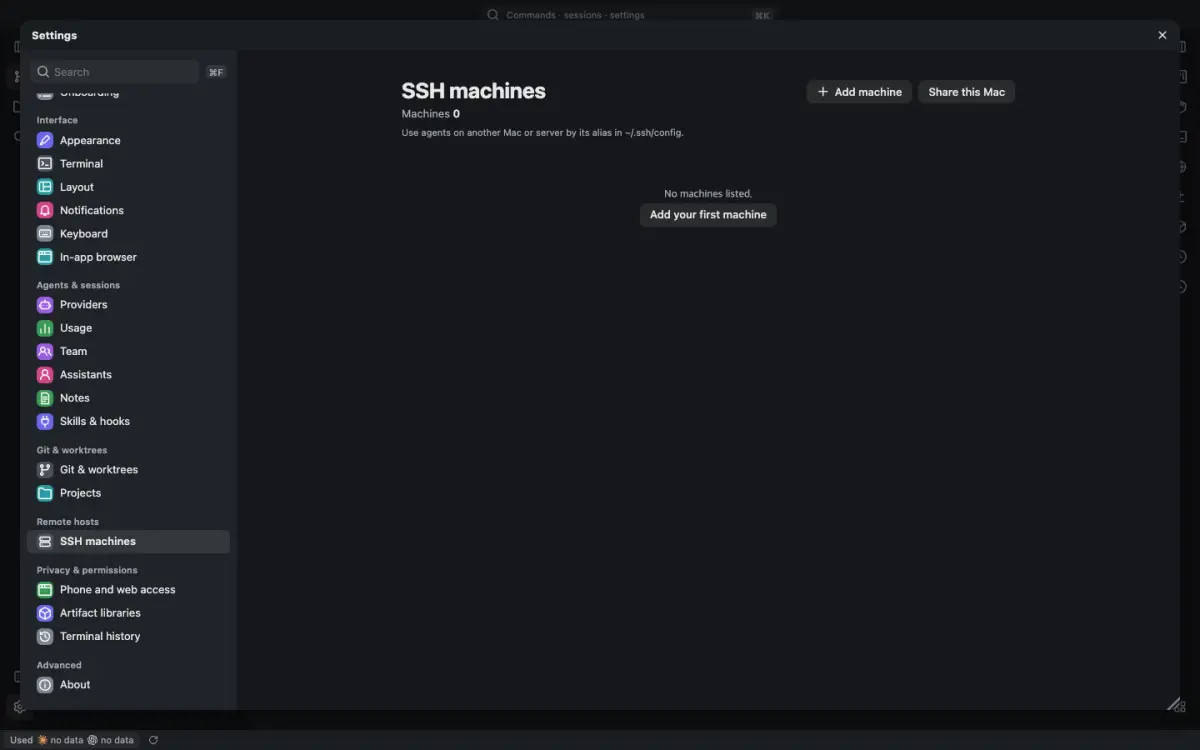 Commands · sessions · settings
⌘K
Settings
Search
⌘F
Onboarding
Interface
Appearance
Terminal
Layout
Notifications
Keyboard
In-app browser
Agents & sessions
Providers
Usage
Team
Assistants
Notes
Skills & hooks
Git & worktrees
Git & worktrees
Projects
Remote hosts
SSH machines
Privacy & permissions
Phone and web access
Artifact libraries
Terminal history
Advanced
About
SSH machines
Machines 0
Use agents on another Mac or server by its alias in ~/.ssh/config.
Add machine
Share this Mac
No machines listed.
Add your first machine
Used no data no data